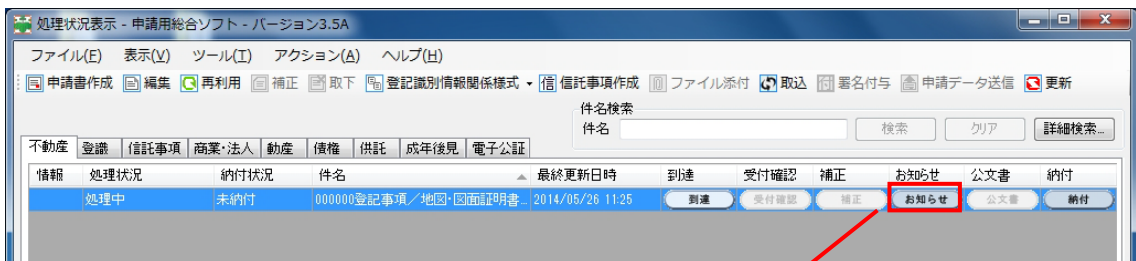 処理状況表示 - 申請用総合ソフト - バージョン3.5A
ファイル(F) 表示(V) ツール(T) アクション(A) ヘルプ(H)
申請書作成 編集 再利用 補正 取下 登記識別情報関係様式 信 信託事項作成 ファイル添付 取込 署名付与 申請データ送信 更新
件名検索
件名 検索 クリア 詳細検索...
不動産 登識 信託事項 商業・法人 動産 債権 供託 成年後見 電子公証
情報 処理状況 納付状況 件名 最終更新日時 到達 受付確認 補正 お知らせ 公文書 納付
処理中 未納付 000000登記事項／地図・図面証明書... 2014/05/26 11:25 到達 受付確認 補正 お知らせ 公文書 納付